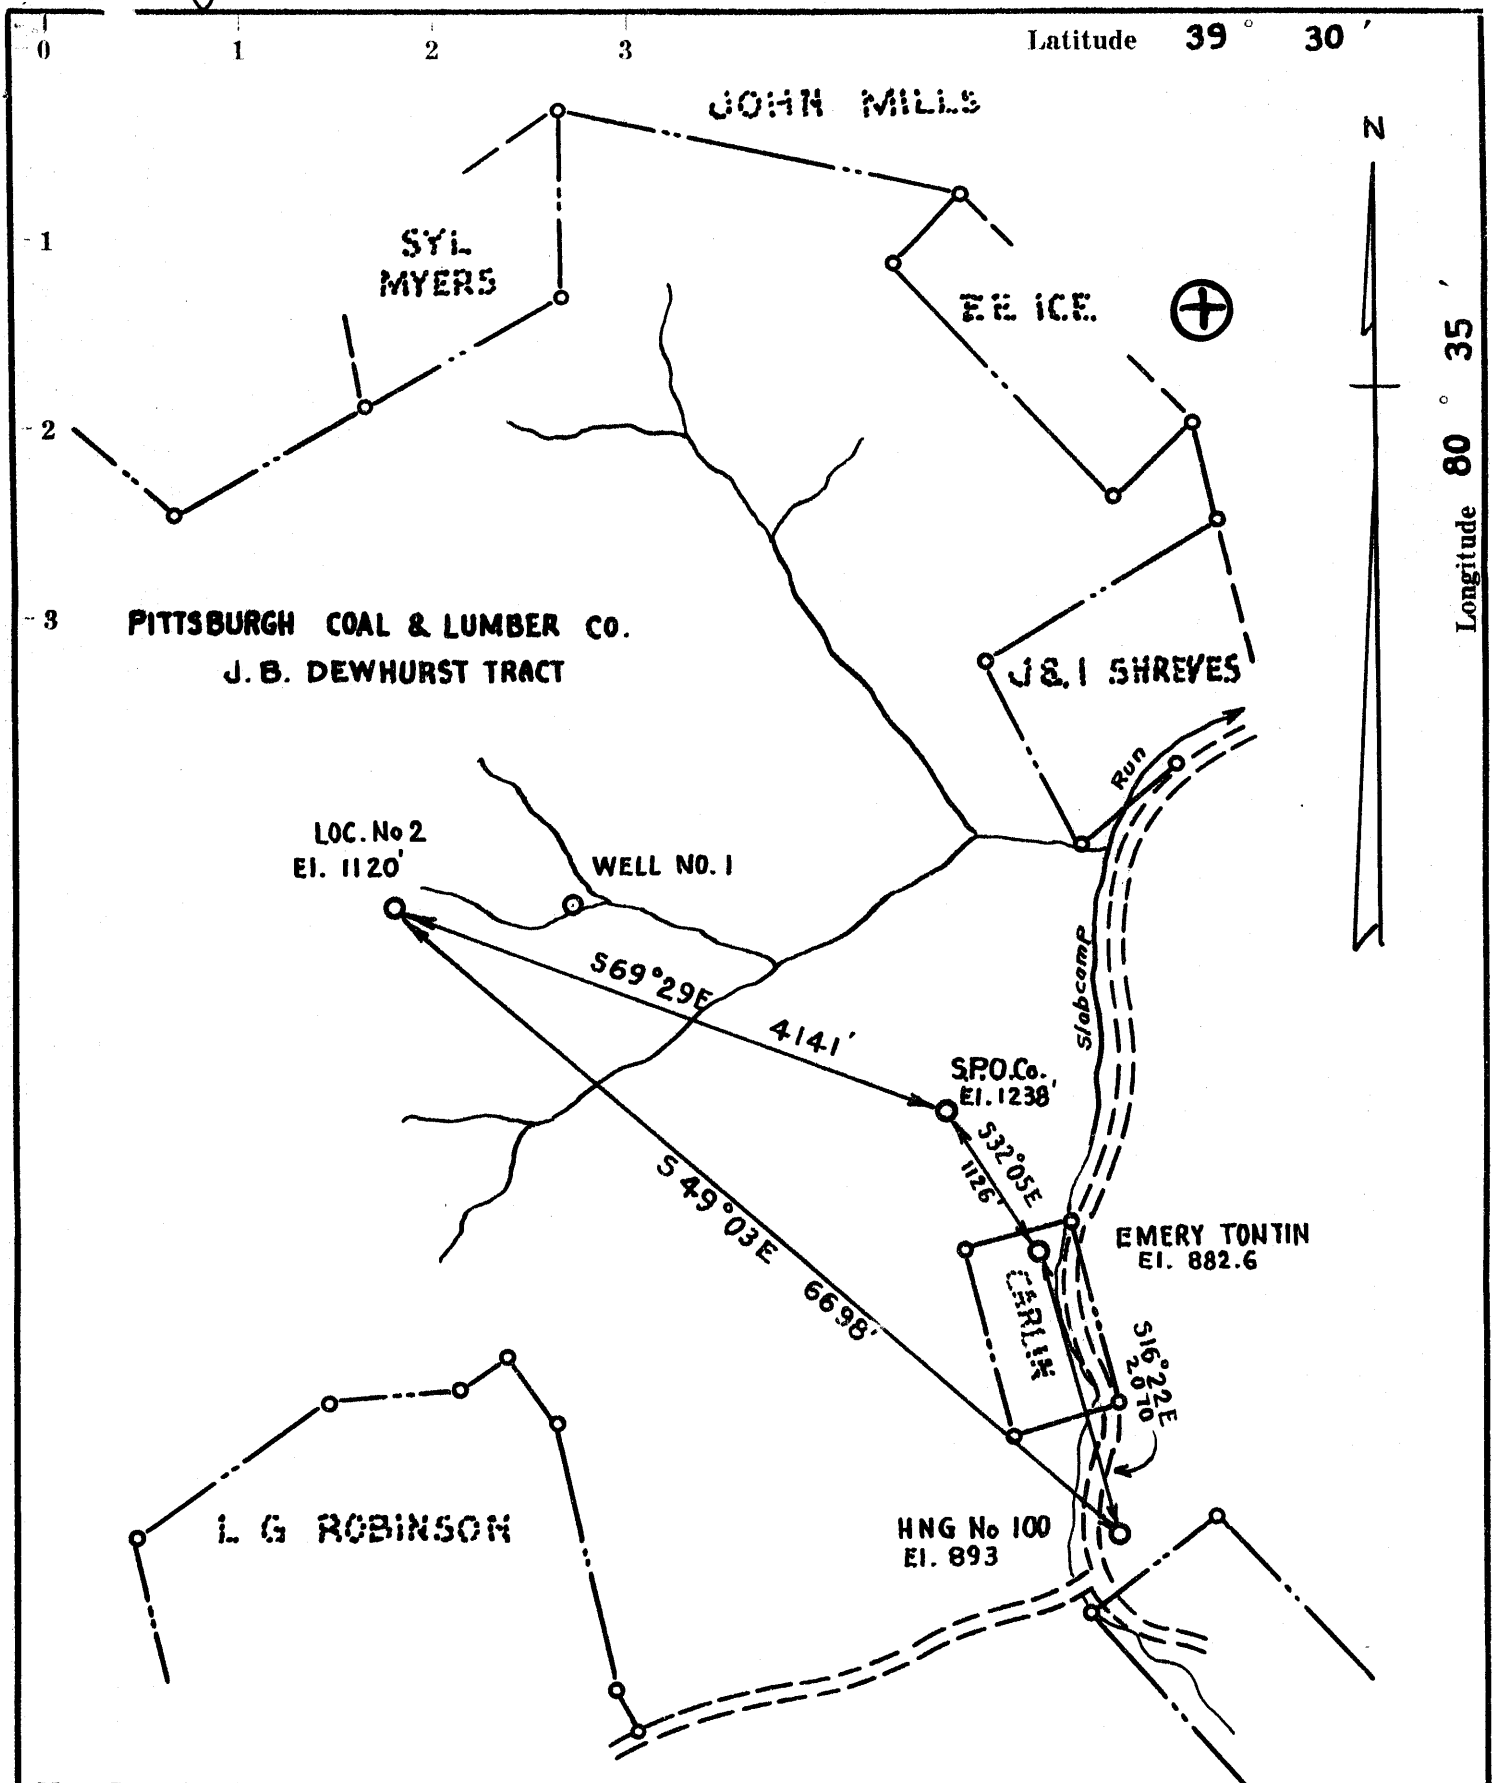 0 1 2 3 Latitude 39° 30'
JOHN MILLS
N
- 1
SYL
MYERS
E E ICE
Longitude 80° 35'
- 2
- 3
PITTSBURGH COAL & LUMBER CO.
J. B. DEWHURST TRACT
J & I SHREVES
Run
LOC. No 2
El. 1120'
WELL NO. 1
Slabcamp
S69°29E
4141'
S.P.O.Co.
El. 1238'
S32°05E
1126'
S 49°03E 6698'
EMERY TONTIN
El. 882.6
CARLIN
S16°22E
2070
L G ROBINSON
HNG No 100
El. 893